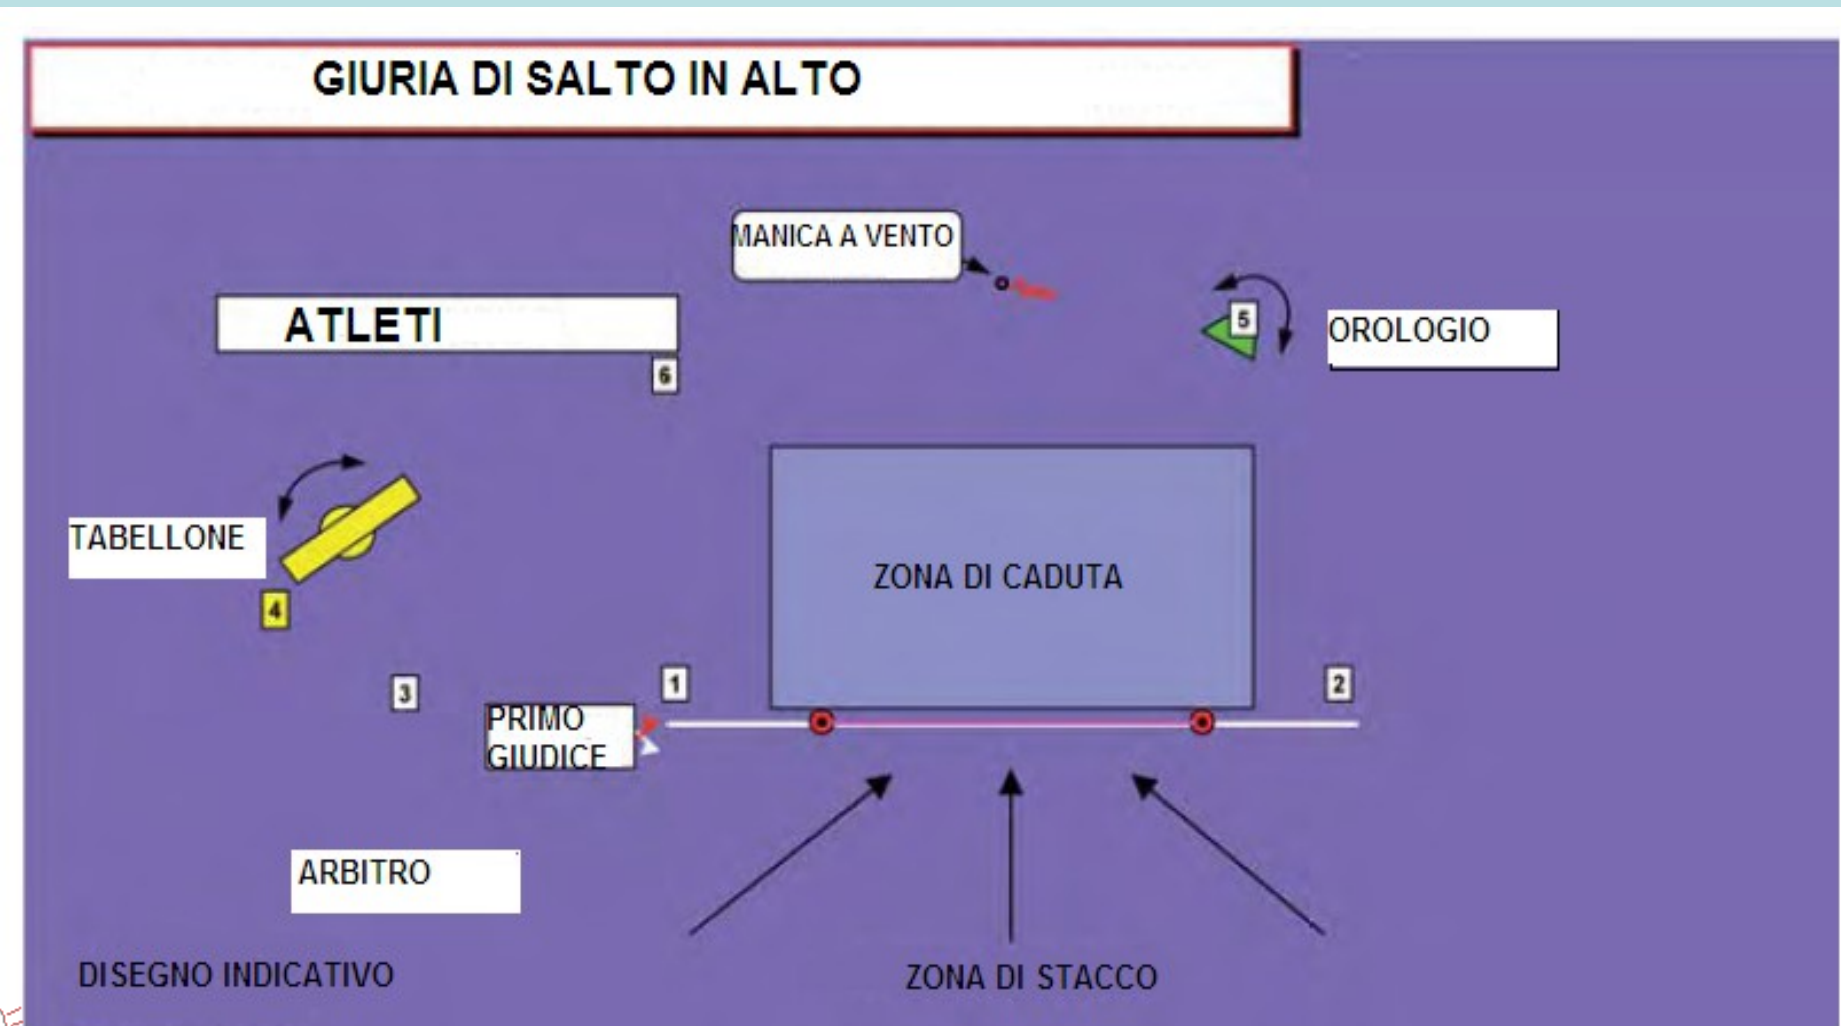 GIURIA DI SALTO IN ALTO
MANICA A VENTO
ATLETI
5
OROLOGIO
6
TABELLONE
ZONA DI CADUTA
4
3
1
2
PRIMO
GIUDICE
ARBITRO
DISEGNO INDICATIVO
ZONA DI STACCO